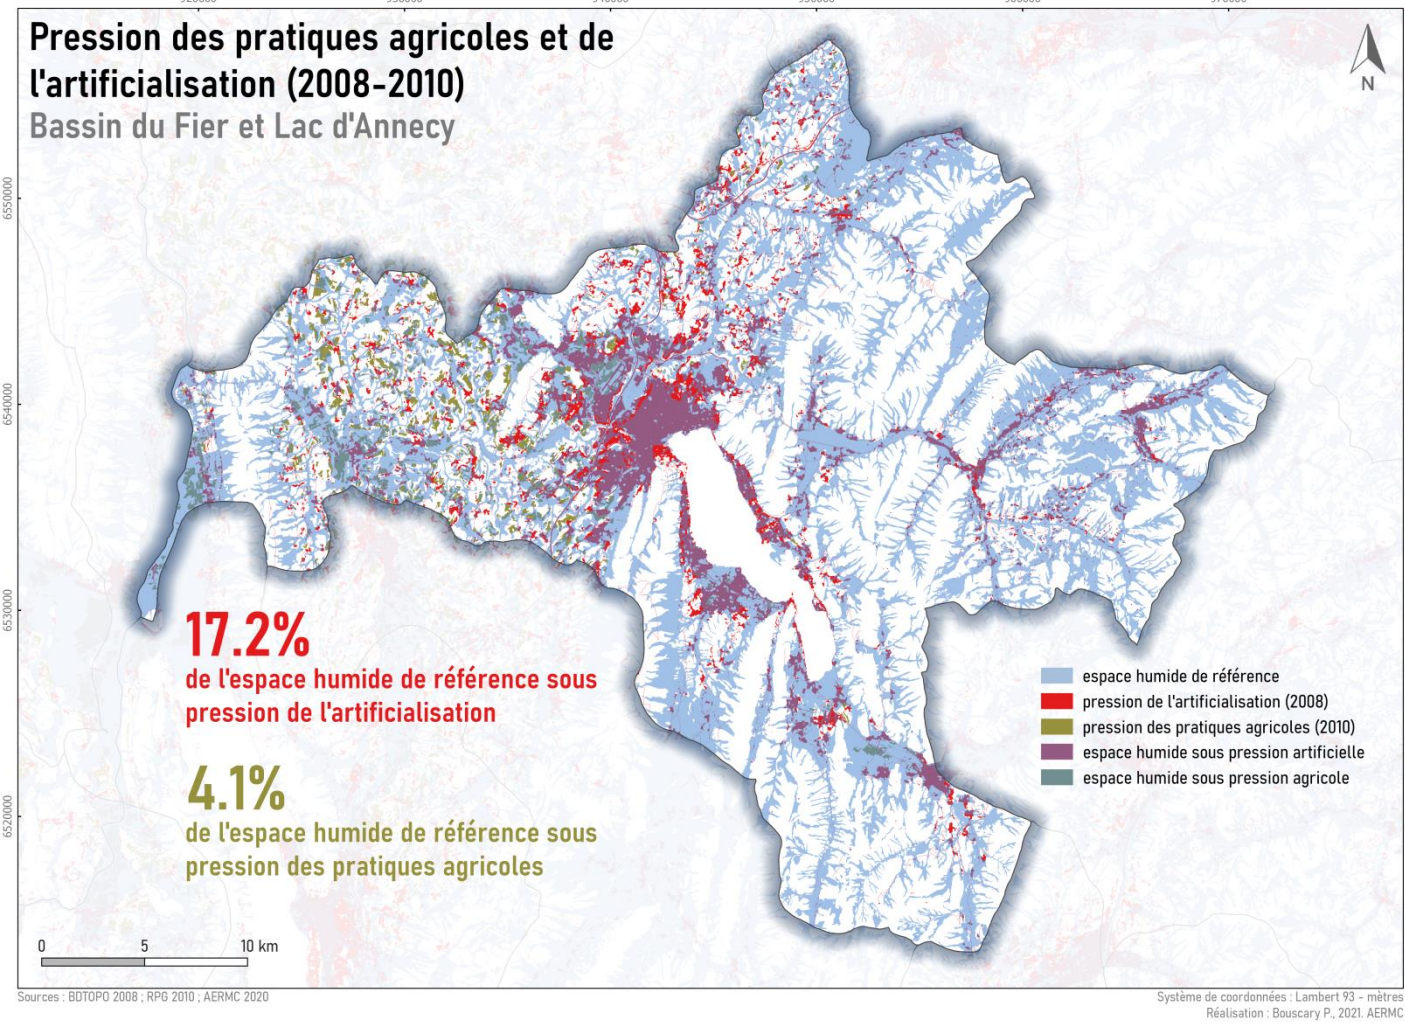 Pression des pratiques agricoles et de
l'artificialisation (2008-2010)
Bassin du Fier et Lac d'Annecy
N
6550000
6540000
6530000
6520000
17.2%
de l'espace humide de référence sous
pression de l'artificialisation
4.1%
de l'espace humide de référence sous
pression des pratiques agricoles
espace humide de référence
pression de l'artificialisation (2008)
pression des pratiques agricoles (2010)
espace humide sous pression artificielle
espace humide sous pression agricole
0 5 10 km
Sources : BDTOPO 2008 ; RPG 2010 ; AERMC 2020
Système de coordonnées : Lambert 93 - mètres
Réalisation : Bouscary P., 2021. AERMC